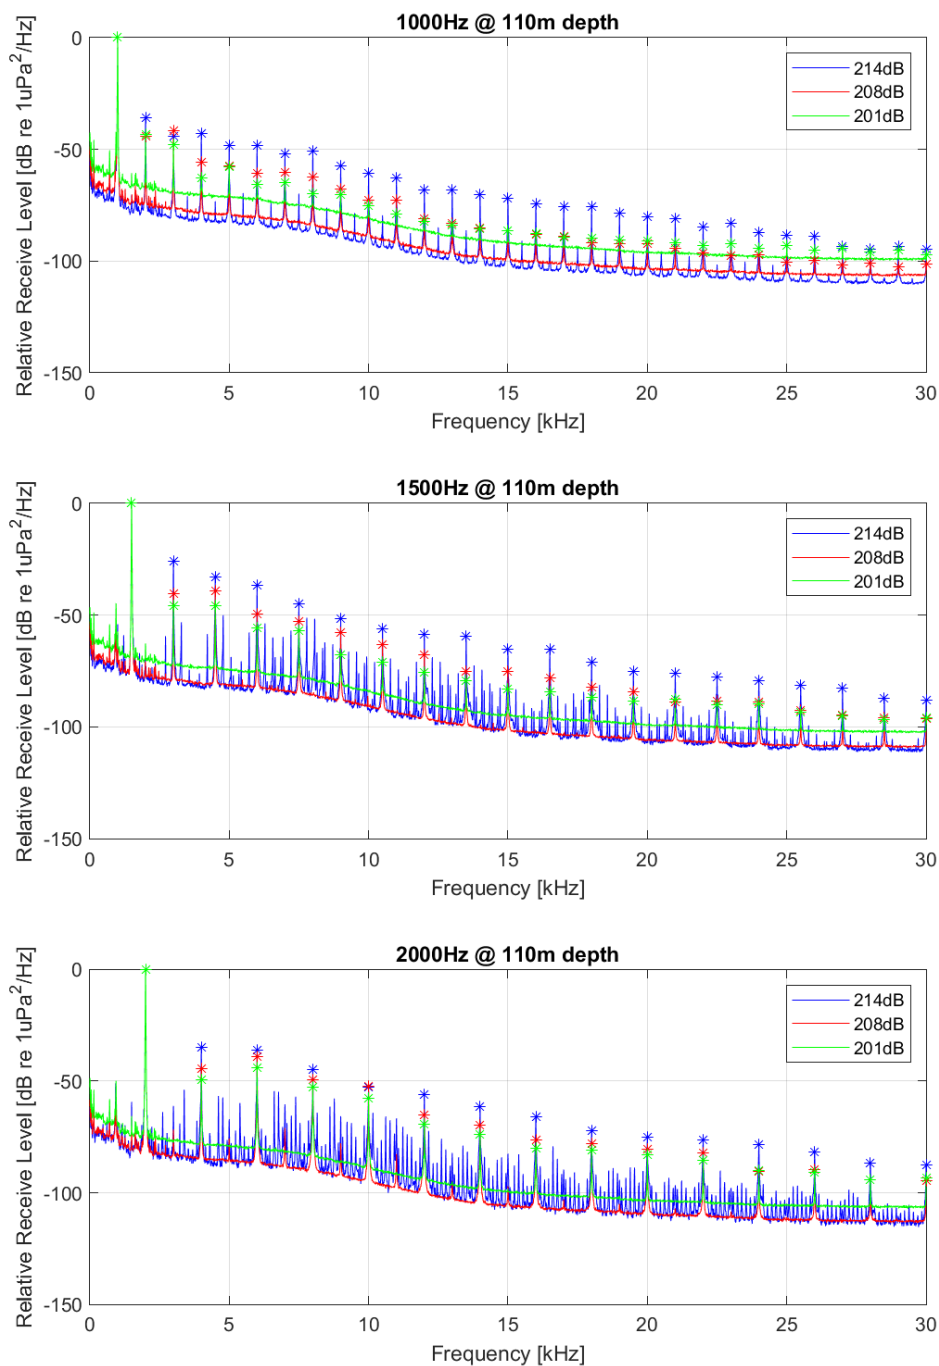 1000Hz @ 110m depth
Relative Receive Level [dB re 1uPa²/Hz]
0
-50
-100
-150
214dB
208dB
201dB
0 5 10 15 20 25 30
Frequency [kHz]
1500Hz @ 110m depth
Relative Receive Level [dB re 1uPa²/Hz]
0
-50
-100
-150
214dB
208dB
201dB
0 5 10 15 20 25 30
Frequency [kHz]
2000Hz @ 110m depth
Relative Receive Level [dB re 1uPa²/Hz]
0
-50
-100
-150
214dB
208dB
201dB
0 5 10 15 20 25 30
Frequency [kHz]